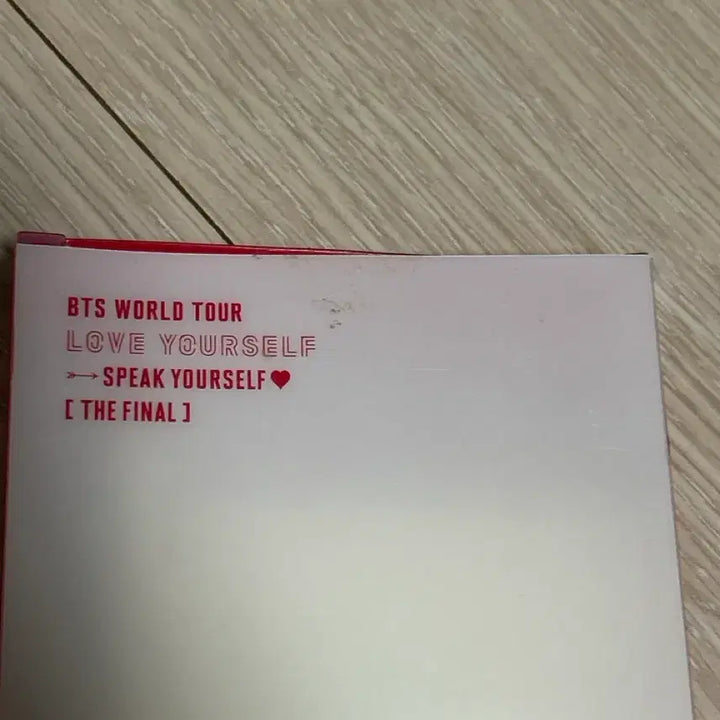 BTS WORLD TOUR
LOVE YOURSELF
➳SPEAK YOURSELF♥
[ THE FINAL ]